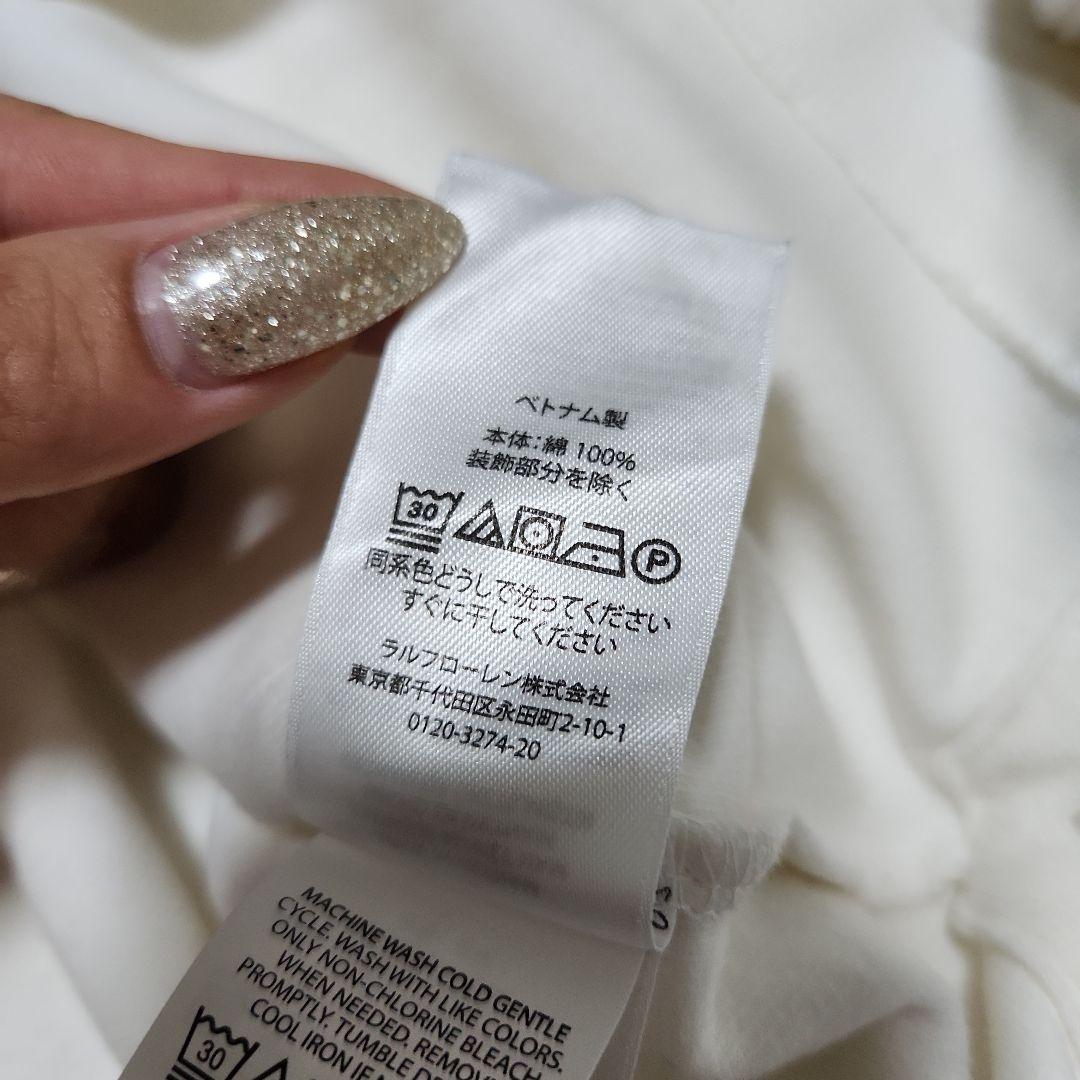 ベトナム製
本体：綿 100%
装飾部分を除く
30
P
同系色どうしで洗ってください
すぐに干してください
ラルフローレン株式会社
東京都千代田区永田町2-10-1
0120-3274-20
MACHINE WASH COLD GENTLE
CYCLE. WASH WITH LIKE COLORS.
ONLY NON-CHLORINE BLEACH
WHEN NEEDED. REMOVE
PROMPTLY. TUMBLE
COOL IRON IF
30